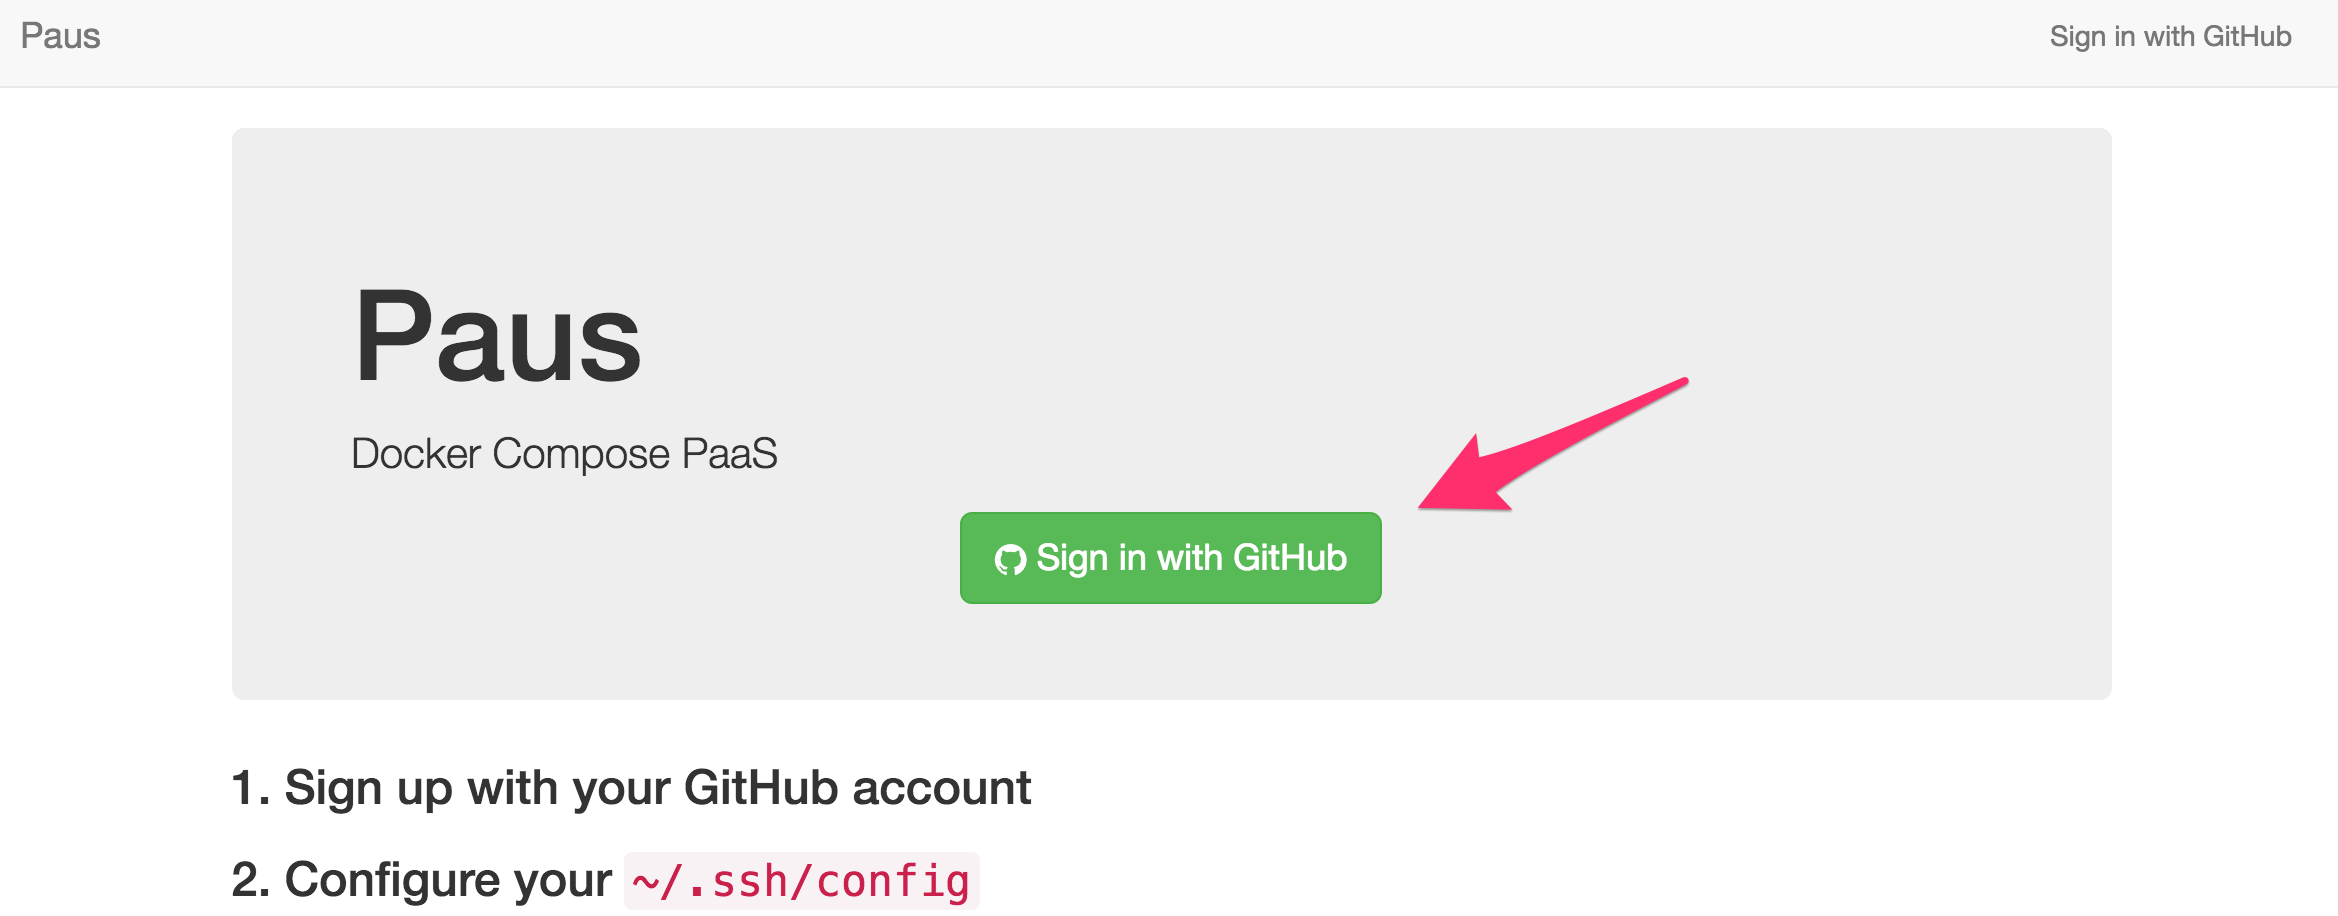 Paus
Sign in with GitHub
Paus
Docker Compose PaaS
Sign in with GitHub
1. Sign up with your GitHub account
2. Configure your ~/.ssh/config